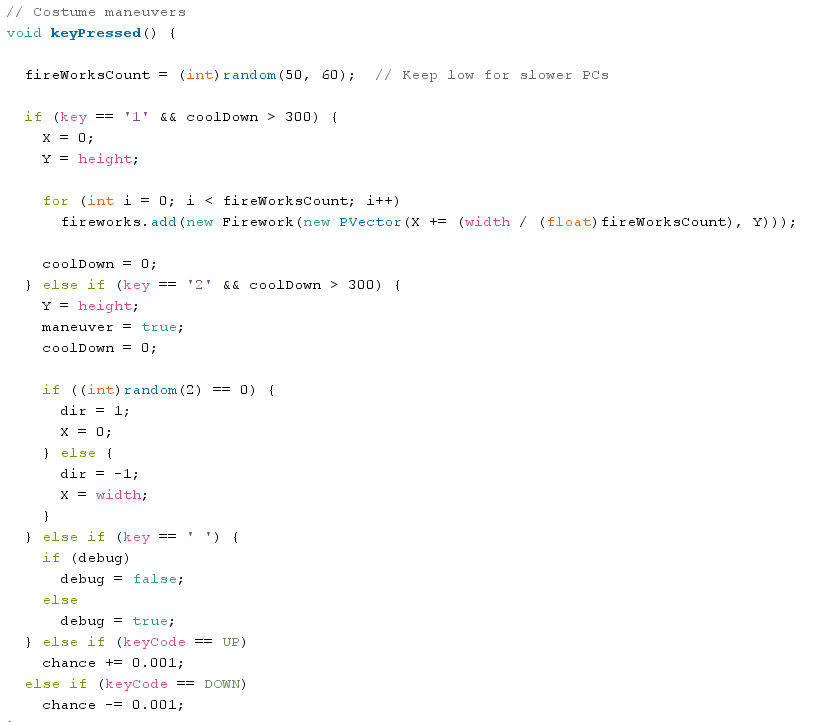 // Costume maneuvers
void keyPressed() {

  fireWorksCount = (int)random(50, 60);  // Keep low for slower PCs

  if (key == '1' && coolDown > 300) {
    X = 0;
    Y = height;

    for (int i = 0; i < fireWorksCount; i++)
      fireworks.add(new Firework(new PVector(X += (width / (float)fireWorksCount), Y)));

    coolDown = 0;
  } else if (key == '2' && coolDown > 300) {
    Y = height;
    maneuver = true;
    coolDown = 0;

    if ((int)random(2) == 0) {
      dir = 1;
      X = 0;
    } else {
      dir = -1;
      X = width;
    }
  } else if (key == ' ') {
    if (debug)
      debug = false;
    else
      debug = true;
  } else if (keyCode == UP)
    chance += 0.001;
  else if (keyCode == DOWN)
    chance -= 0.001;